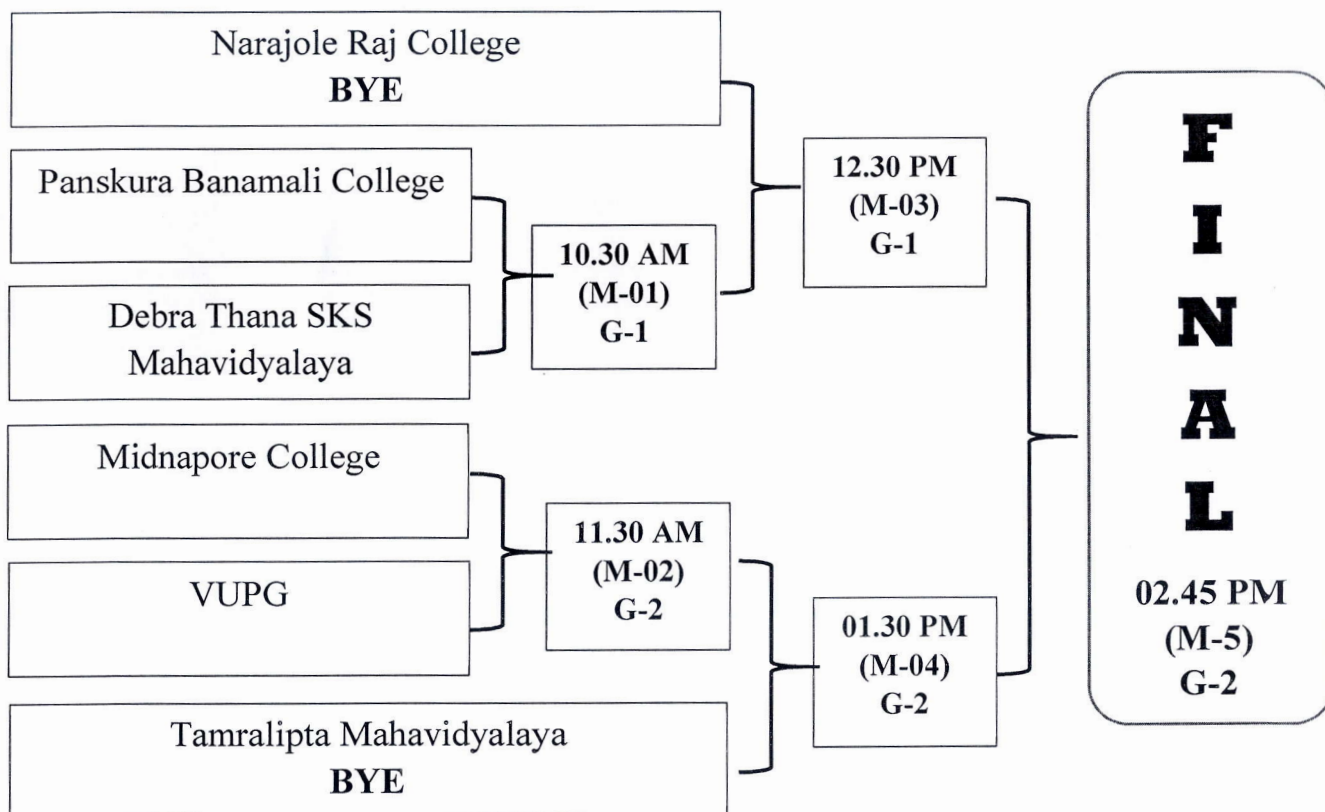 Narajole Raj College
BYE
Panskura Banamali College
Debra Thana SKS
Mahavidyalaya
10.30 AM
(M-01)
G-1
12.30 PM
(M-03)
G-1
Midnapore College
VUPG
11.30 AM
(M-02)
G-2
Tamralipta Mahavidyalaya
BYE
01.30 PM
(M-04)
G-2
F
I
N
A
L
02.45 PM
(M-5)
G-2